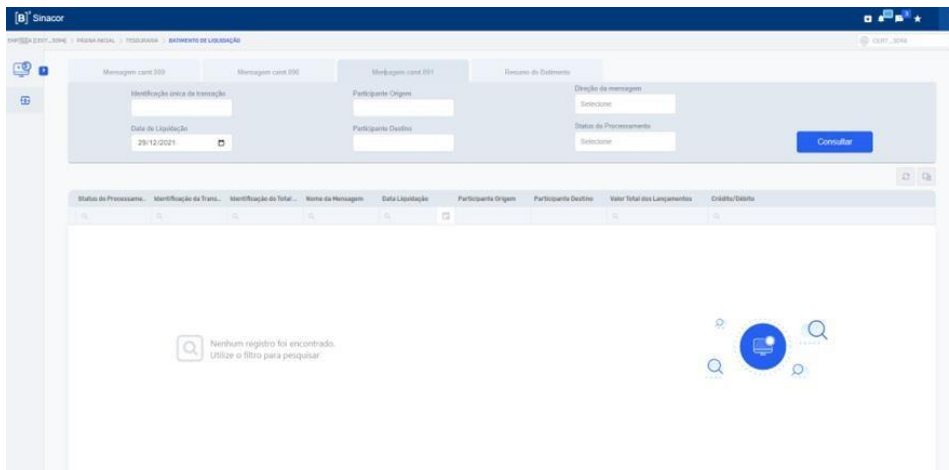 [B]³ Sinacor
PÁGINA INICIAL > TESOURARIA > BATIMENTO DE LIQUIDAÇÃO
Mensagem camt 090
Mensagem camt 091
Resumo do Batimento
Identificação única da transação
Participante Origem
Direção da mensagem
Selecione
Data de Liquidação
29/12/2021
Participante Destino
Status do Processamento
Selecione
Consultar
Status do Processame...
Identificação da Trans...
Identificação do Total ...
Nome da Mensagem
Data Liquidação
Participante Origem
Participante Destino
Valor Total dos Lançamentos
Crédito/Débito
Nenhum registro foi encontrado.
Utilize o filtro para pesquisar